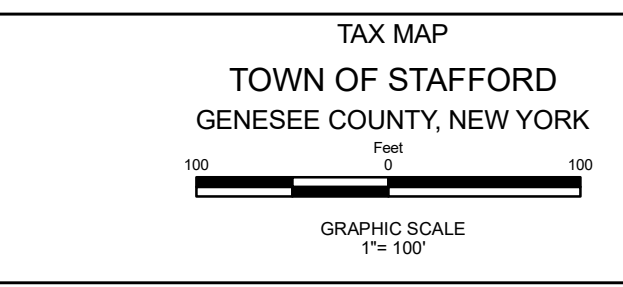 TAX MAP
TOWN OF STAFFORD
GENESEE COUNTY, NEW YORK
Feet
100 0 100
GRAPHIC SCALE
1"= 100'